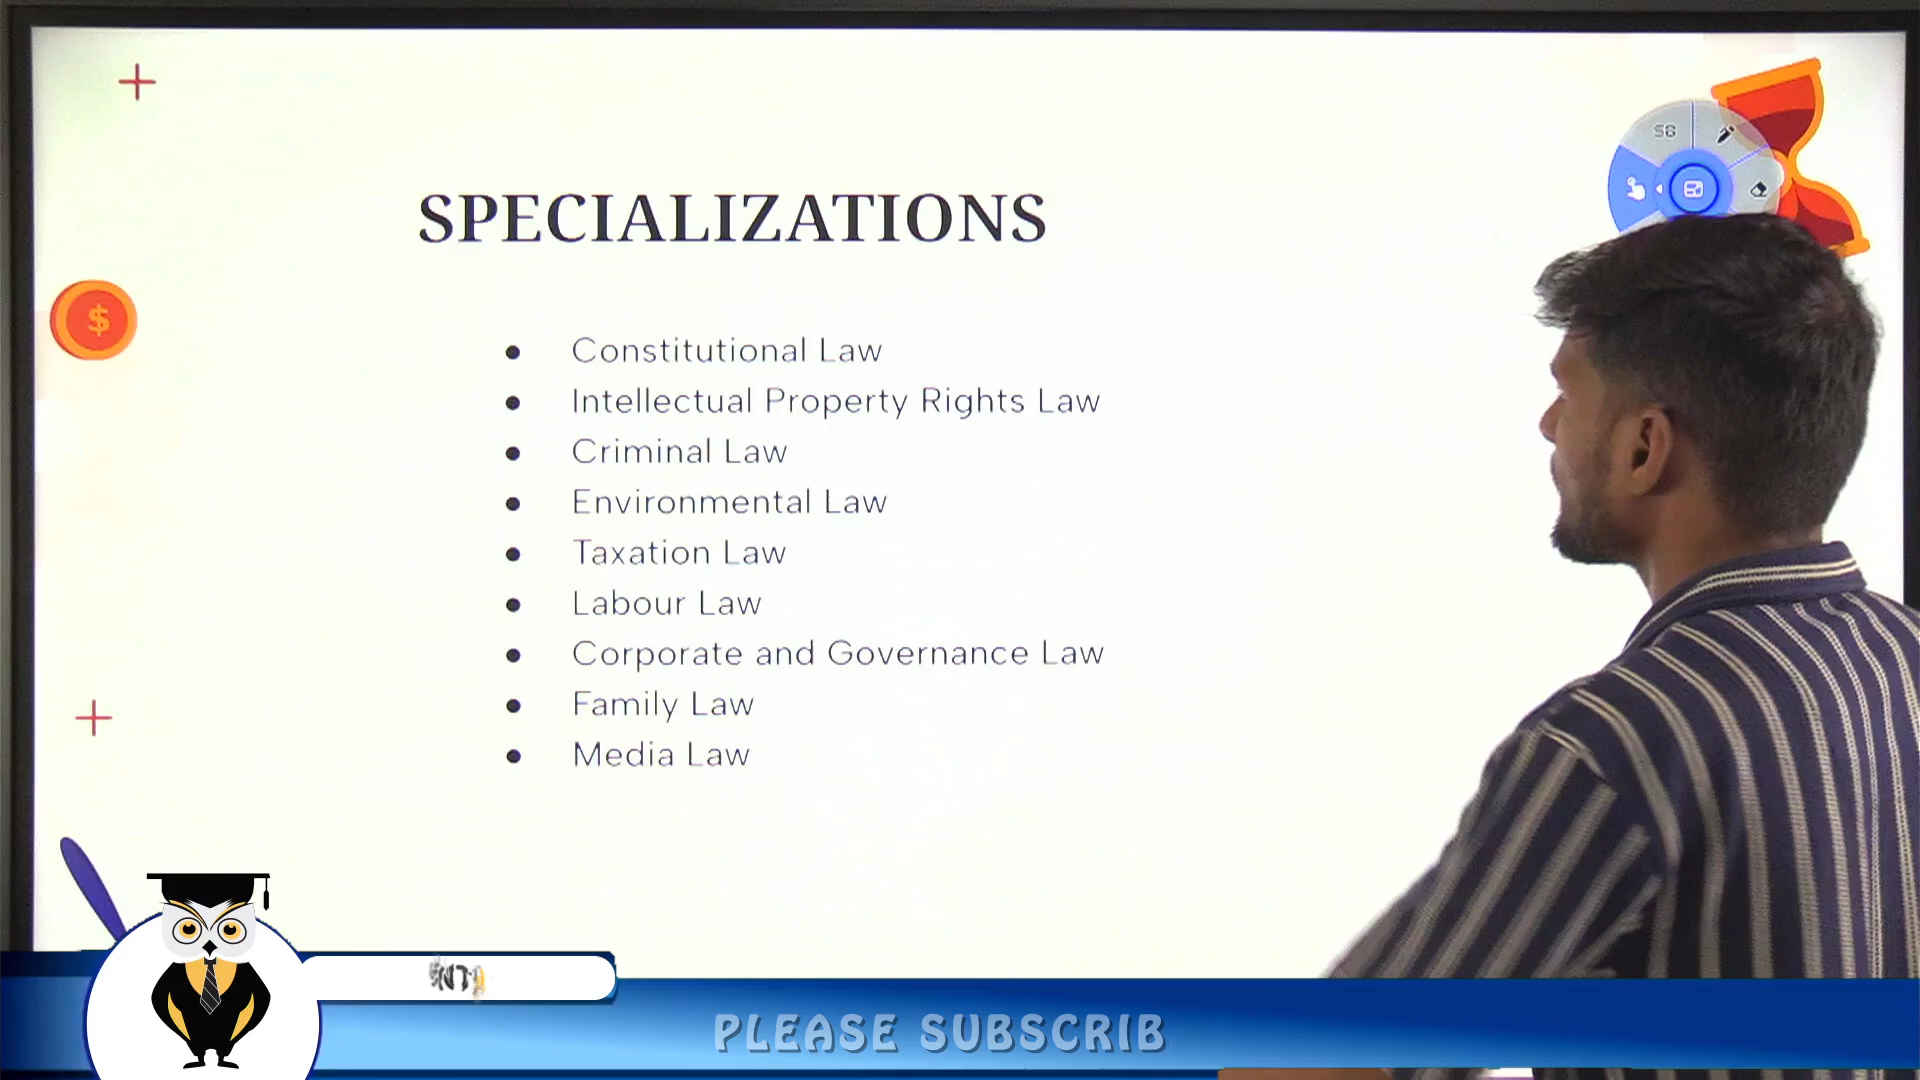 SPECIALIZATIONS
● Constitutional Law
● Intellectual Property Rights Law
● Criminal Law
● Environmental Law
● Taxation Law
● Labour Law
● Corporate and Governance Law
● Family Law
● Media Law
$
PLEASE SUBSCRIB